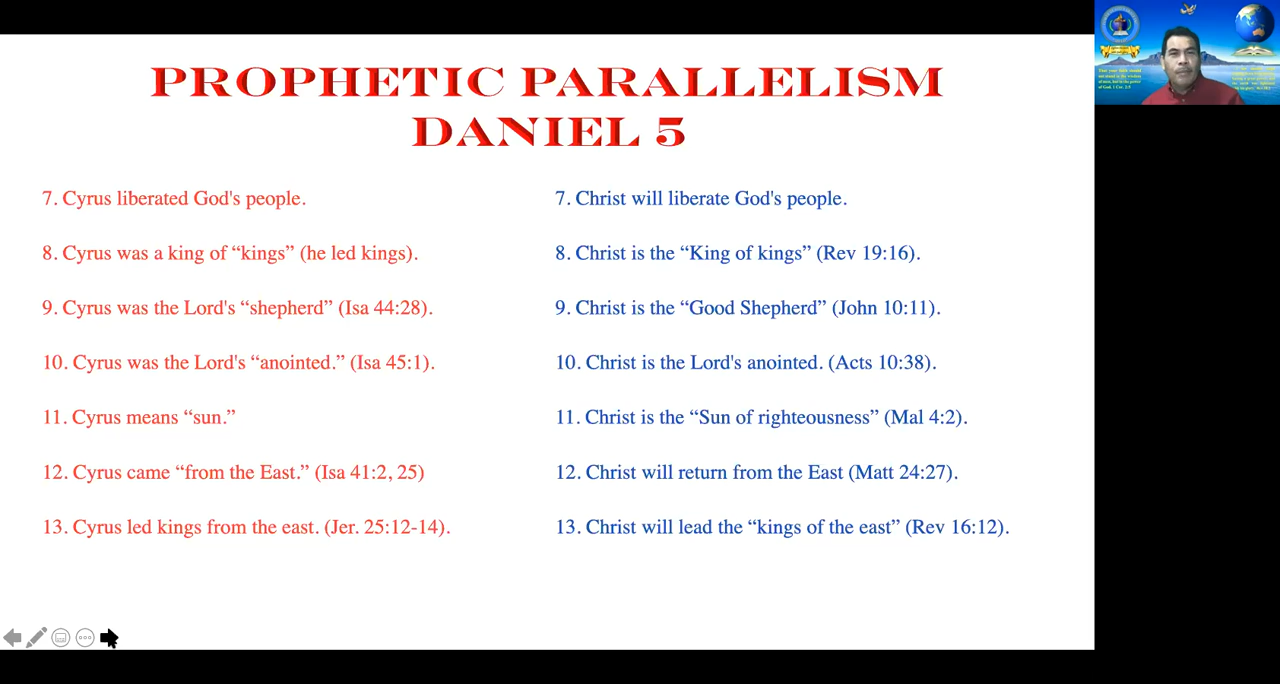 PROPHETIC PARALLELISM
DANIEL 5
7. Cyrus liberated God's people.
8. Cyrus was a king of “kings” (he led kings).
9. Cyrus was the Lord's “shepherd” (Isa 44:28).
10. Cyrus was the Lord's “anointed.” (Isa 45:1).
11. Cyrus means “sun.”
12. Cyrus came “from the East.” (Isa 41:2, 25)
13. Cyrus led kings from the east. (Jer. 25:12-14).
7. Christ will liberate God's people.
8. Christ is the “King of kings” (Rev 19:16).
9. Christ is the “Good Shepherd” (John 10:11).
10. Christ is the Lord's anointed. (Acts 10:38).
11. Christ is the “Sun of righteousness” (Mal 4:2).
12. Christ will return from the East (Matt 24:27).
13. Christ will lead the “kings of the east” (Rev 16:12).